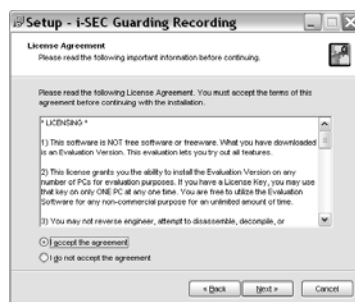 Setup - i-SEC Guarding Recording
License Agreement
Please read the following important information before continuing.
Please read the following License Agreement. You must accept the terms of this
agreement before continuing with the installation.
* LICENSING *
1) This software is NOT free software or freeware. What you have downloaded
is an Evaluation Version. This evaluation lets you try out all features.
2) This license grants you the ability to install the Evaluation Version on any
number of PCs for evaluation purposes. If you have a License Key, you may use
that key on only ONE PC at any one time. You are free to utilize the Evaluation
Software for any non-commercial purpose for an unlimited amount of time.
3) You may not reverse engineer, attempt to disassemble, decompile, or
I accept the agreement
I do not accept the agreement
< Back Next > Cancel